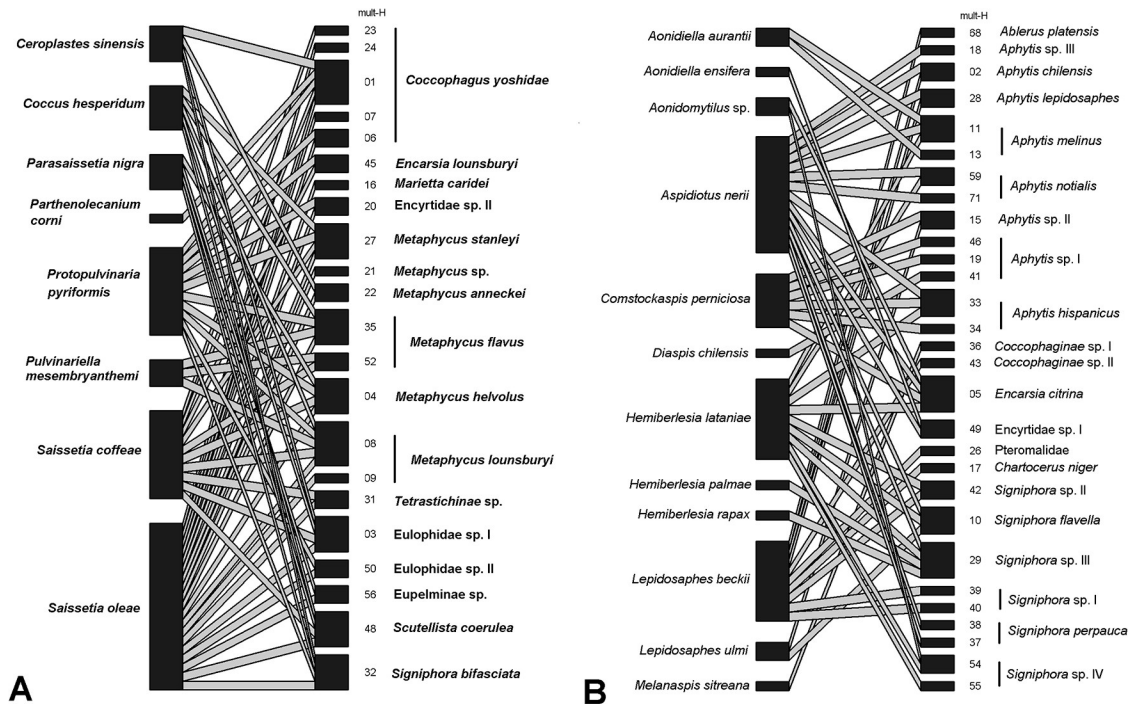 mult-H
Ceroplastes sinensis
Coccus hesperidum
Parasaissetia nigra
Parthenolecanium
corni
Protopulvinaria
pyriformis
Pulvinariella
mesembryanthemi
Saissetia coffeae
Saissetia oleae
23
24
01
07
06
Coccophagus yoshidae
45 Encarsia lounsburyi
16 Marietta caridei
20 Encyrtidae sp. II
27 Metaphycus stanleyi
21 Metaphycus sp.
22 Metaphycus anneckei
35
52
Metaphycus flavus
04 Metaphycus helvolus
08
09
Metaphycus lounsburyi
31 Tetrastichinae sp.
03 Eulophidae sp. I
50 Eulophidae sp. II
56 Eupelminae sp.
48 Scutellista coerulea
32 Signiphora bifasciata
A
mult-H
Aonidiella aurantii
Aonidiella ensifera
Aonidomytilus sp.
Aspidiotus nerii
Comstockaspis perniciosa
Diaspis chilensis
Hemiberlesia lataniae
Hemiberlesia palmae
Hemiberlesia rapax
Lepidosaphes beckii
Lepidosaphes ulmi
Melanaspis sitreana
68 Ablerus platensis
18 Aphytis sp. III
02 Aphytis chilensis
28 Aphytis lepidosaphes
11
13
Aphytis melinus
59
71
Aphytis notialis
15 Aphytis sp. II
46
19
41
Aphytis sp. I
33
34
Aphytis hispanicus
36 Coccophaginae sp. I
43 Coccophaginae sp. II
05 Encarsia citrina
49 Encyrtidae sp. I
26 Pteromalidae
17 Chartocerus niger
42 Signiphora sp. II
10 Signiphora flavella
29 Signiphora sp. III
39
40
Signiphora sp. I
38
37
Signiphora perpauca
54
55
Signiphora sp. IV
B